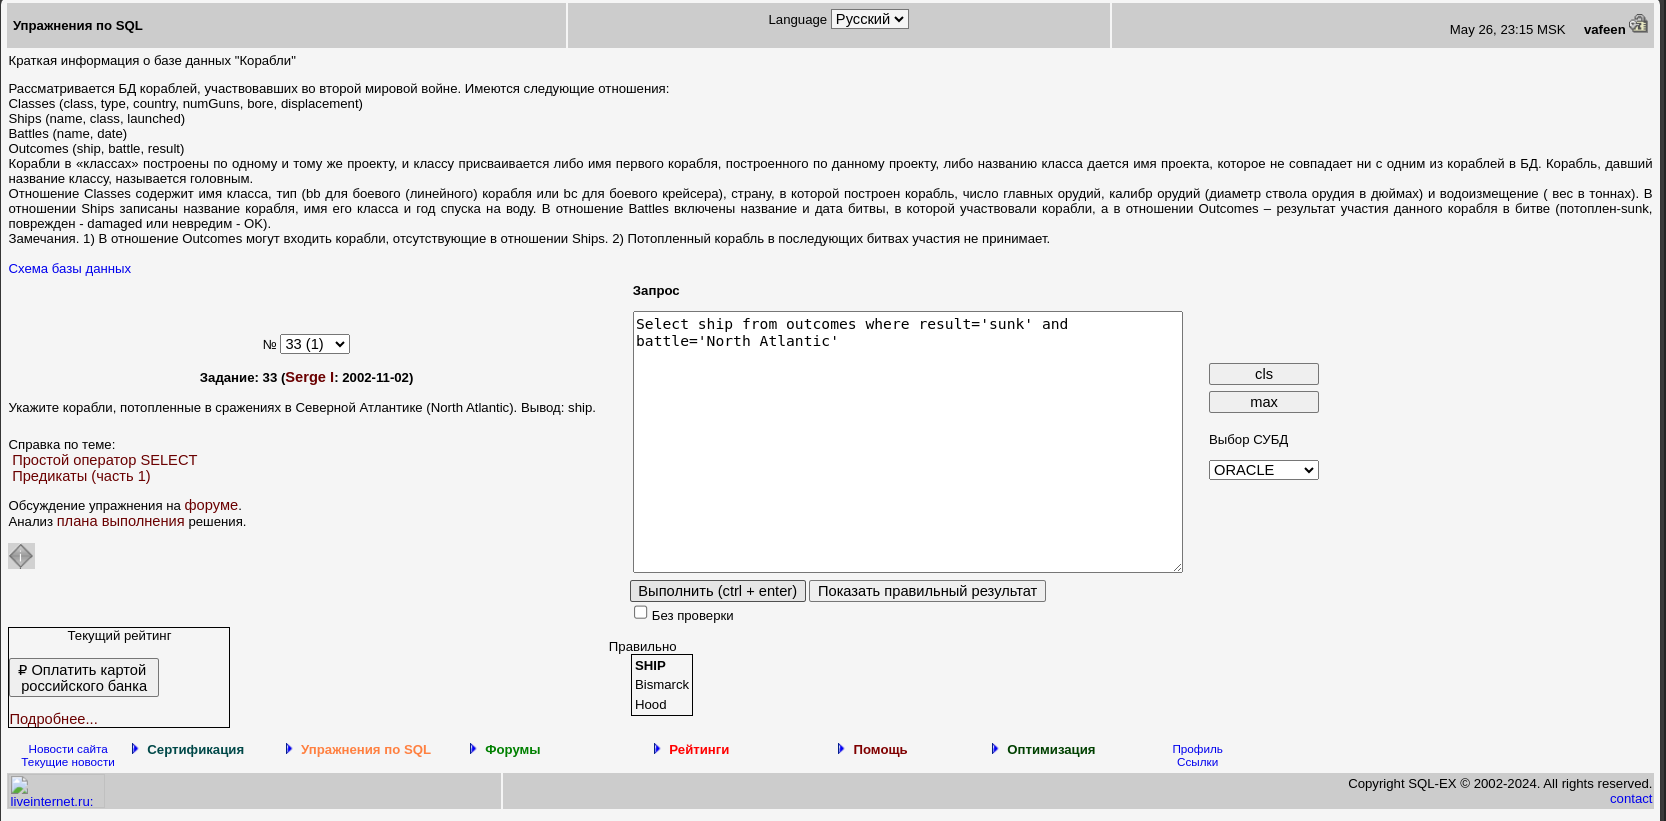 Упражнения по SQL
Language Русский
May 26, 23:15 MSK vafeen
Краткая информация о базе данных "Корабли"
Рассматривается БД кораблей, участвовавших во второй мировой войне. Имеются следующие отношения:
Classes (class, type, country, numGuns, bore, displacement)
Ships (name, class, launched)
Battles (name, date)
Outcomes (ship, battle, result)
Корабли в «классах» построены по одному и тому же проекту, и классу присваивается либо имя первого корабля, построенного по данному проекту, либо названию класса дается имя проекта, которое не совпадает ни с одним из кораблей в БД. Корабль, давший
название классу, называется головным.
Отношение Classes содержит имя класса, тип (bb для боевого (линейного) корабля или bc для боевого крейсера), страну, в которой построен корабль, число главных орудий, калибр орудий (диаметр ствола орудия в дюймах) и водоизмещение ( вес в тоннах). В
отношении Ships записаны название корабля, имя его класса и год спуска на воду. В отношение Battles включены название и дата битвы, в которой участвовали корабли, а в отношении Outcomes – результат участия данного корабля в битве (потоплен-sunk,
поврежден - damaged или невредим - OK).
Замечания. 1) В отношение Outcomes могут входить корабли, отсутствующие в отношении Ships. 2) Потопленный корабль в последующих битвах участия не принимает.
Схема базы данных
№ 33 (1)
Задание: 33 (Serge I: 2002-11-02)
Укажите корабли, потопленные в сражениях в Северной Атлантике (North Atlantic). Вывод: ship.
Справка по теме:
Простой оператор SELECT
Предикаты (часть 1)
Обсуждение упражнения на форуме.
Анализ плана выполнения решения.
Запрос
Select ship from outcomes where result='sunk' and
battle='North Atlantic'
cls
max
Выбор СУБД
ORACLE
Выполнить (ctrl + enter) Показать правильный результат
Без проверки
Правильно
SHIP
Bismarck
Hood
Текущий рейтинг
₽ Оплатить картой
российского банка
Подробнее...
Новости сайта
Текущие новости
Сертификация
Упражнения по SQL
Форумы
Рейтинги
Помощь
Оптимизация
Профиль
Ссылки
liveinternet.ru:
Copyright SQL-EX © 2002-2024. All rights reserved.
contact